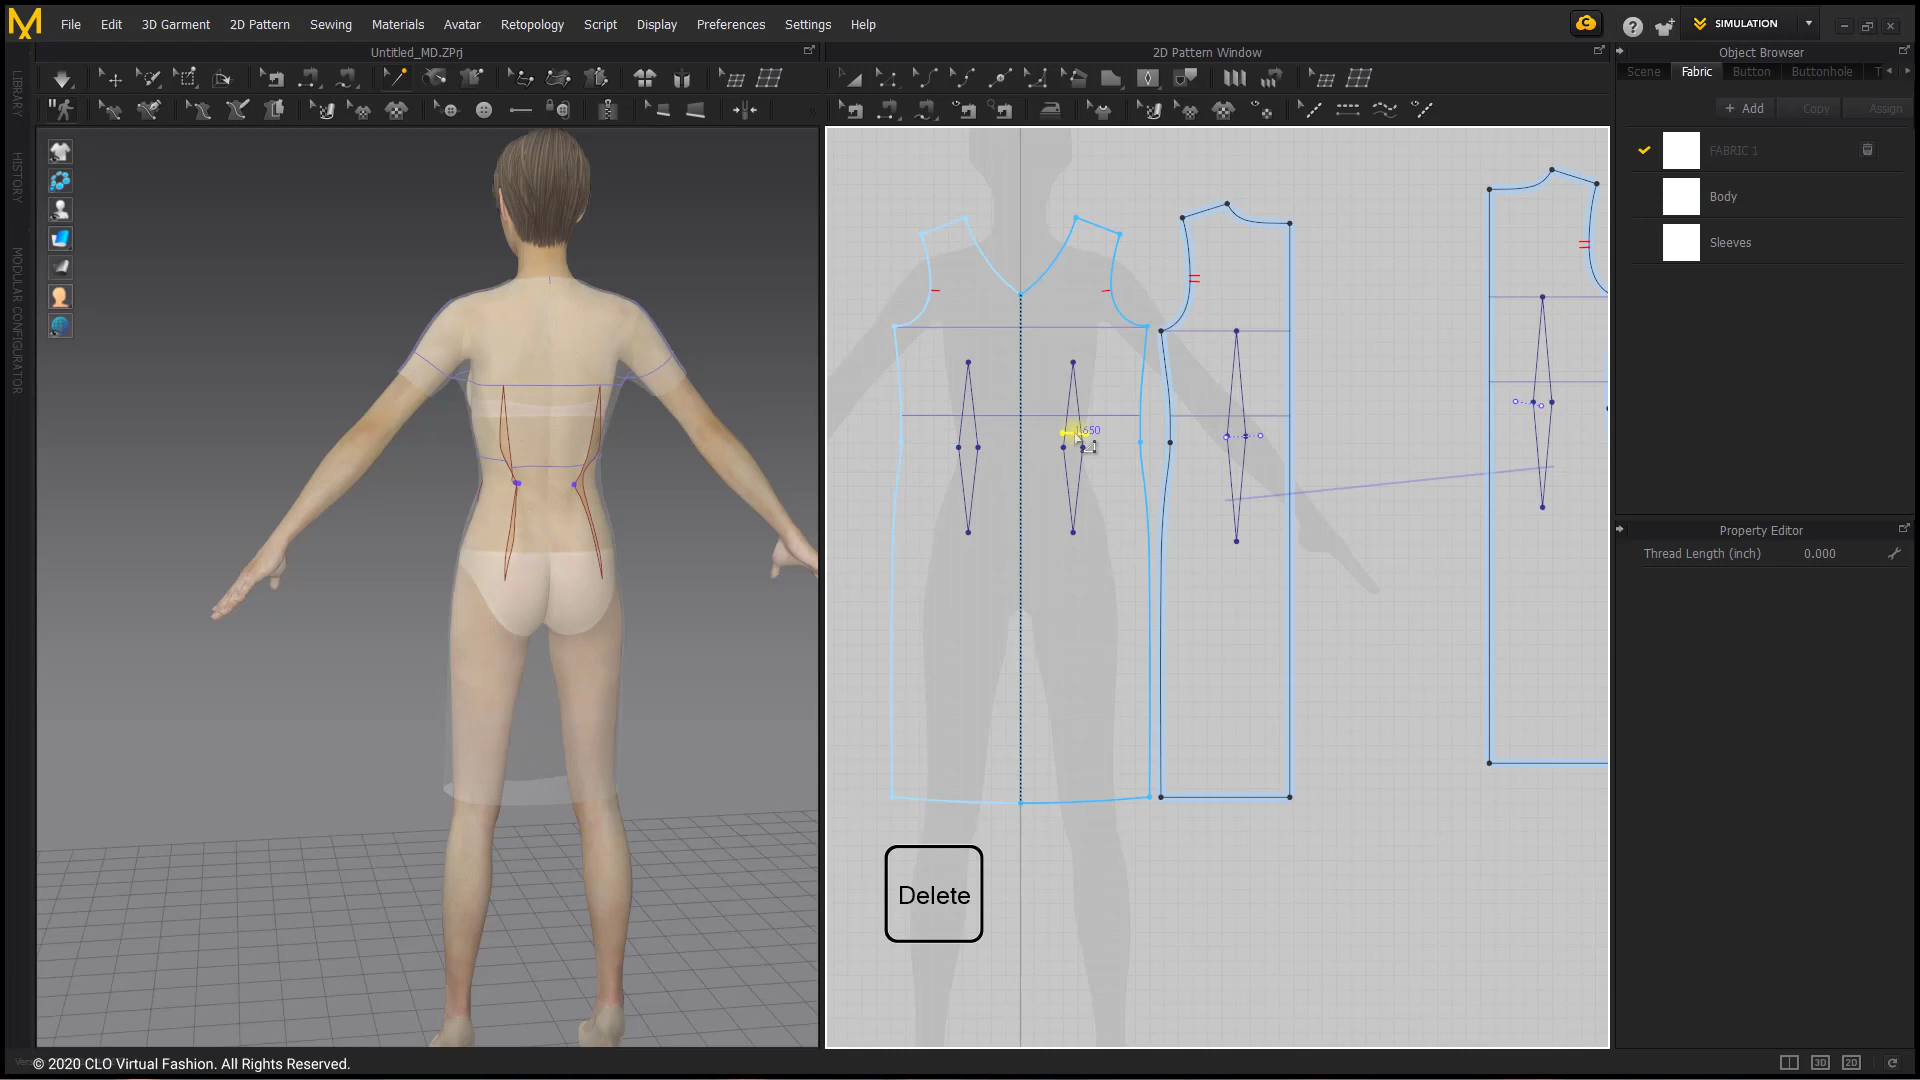 File Edit 3D Garment 2D Pattern Sewing Materials Avatar Retopology Script Display Preferences Settings Help
SIMULATION
Untitled_MD.ZPrj
2D Pattern Window
Object Browser
Scene Fabric Button Buttonhole T
+ Add Copy Assign
FABRIC 1
Body
Sleeves
LIBRARY
HISTORY
MODULAR CONFIGURATOR
Property Editor
Thread Length (inch) 0.000
Delete
© 2020 CLO Virtual Fashion. All Rights Reserved.
3D 2D